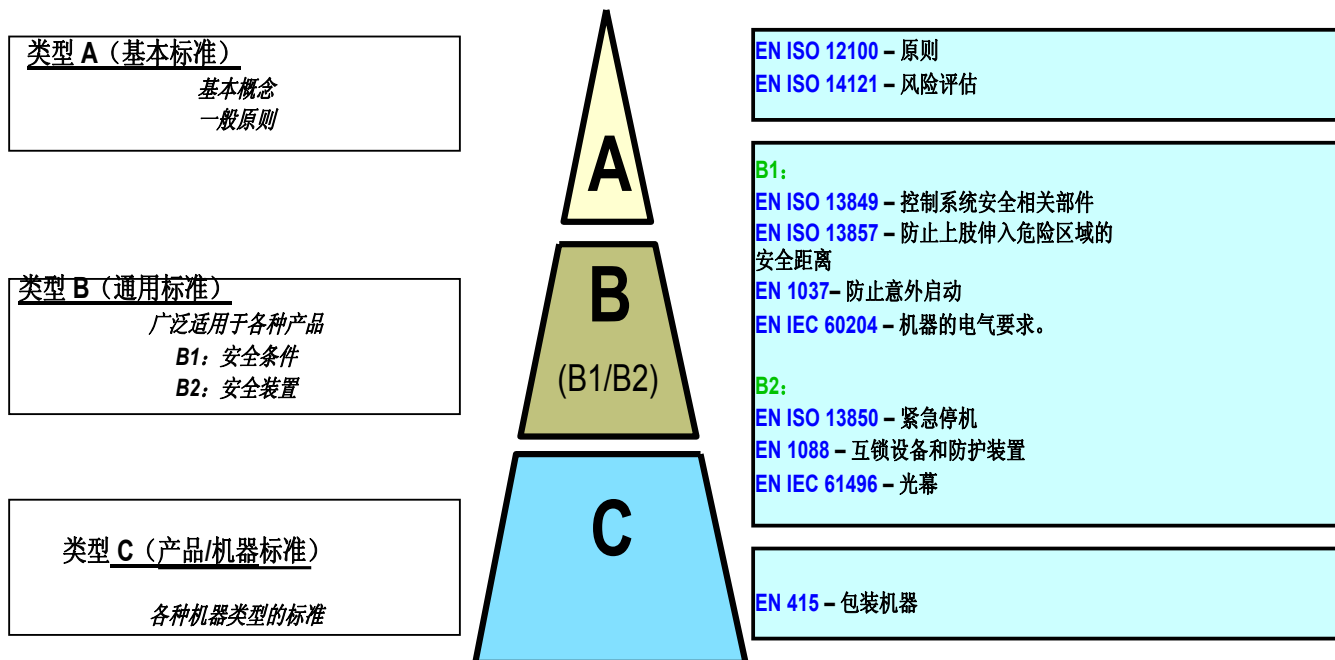 类型 A（基本标准）
基本概念
一般原则
类型 B（通用标准）
广泛适用于各种产品
B1：安全条件
B2：安全装置
类型 C（产品/机器标准）
各种机器类型的标准
A
B
(B1/B2)
C
EN ISO 12100 – 原则
EN ISO 14121 – 风险评估
B1：
EN ISO 13849 – 控制系统安全相关部件
EN ISO 13857 – 防止上肢伸入危险区域的
安全距离
EN 1037– 防止意外启动
EN IEC 60204 – 机器的电气要求。
B2：
EN ISO 13850 – 紧急停机
EN 1088 – 互锁设备和防护装置
EN IEC 61496 – 光幕
EN 415 – 包装机器